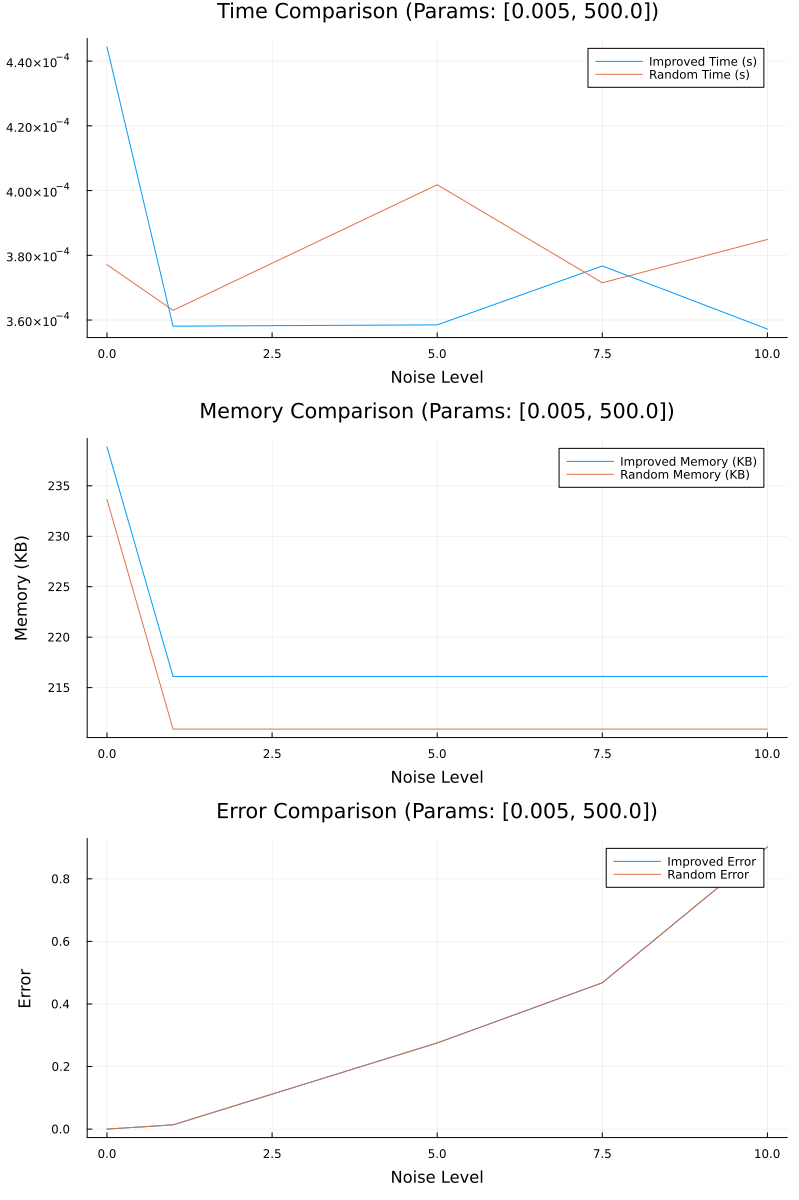 Time Comparison (Params: [0.005, 500.0])
4.40×10⁻⁴
4.20×10⁻⁴
4.00×10⁻⁴
3.80×10⁻⁴
3.60×10⁻⁴
Improved Time (s)
Random Time (s)
0.0 2.5 5.0 7.5 10.0
Noise Level
Memory Comparison (Params: [0.005, 500.0])
Memory (KB)
235
230
225
220
215
Improved Memory (KB)
Random Memory (KB)
0.0 2.5 5.0 7.5 10.0
Noise Level
Error Comparison (Params: [0.005, 500.0])
Error
0.8
0.6
0.4
0.2
0.0
Improved Error
Random Error
0.0 2.5 5.0 7.5 10.0
Noise Level